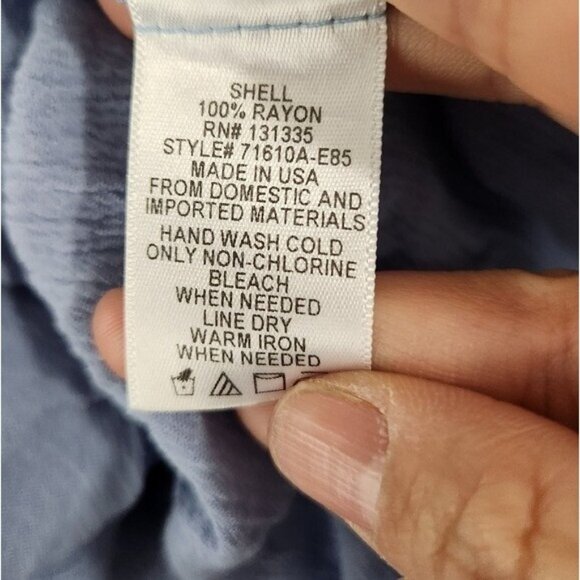 SHELL
100% RAYON
RN# 131335
STYLE# 71610A-E85
MADE IN USA
FROM DOMESTIC AND
IMPORTED MATERIALS
HAND WASH COLD
ONLY NON-CHLORINE
BLEACH
WHEN NEEDED
LINE DRY
WARM IRON
WHEN NEEDED